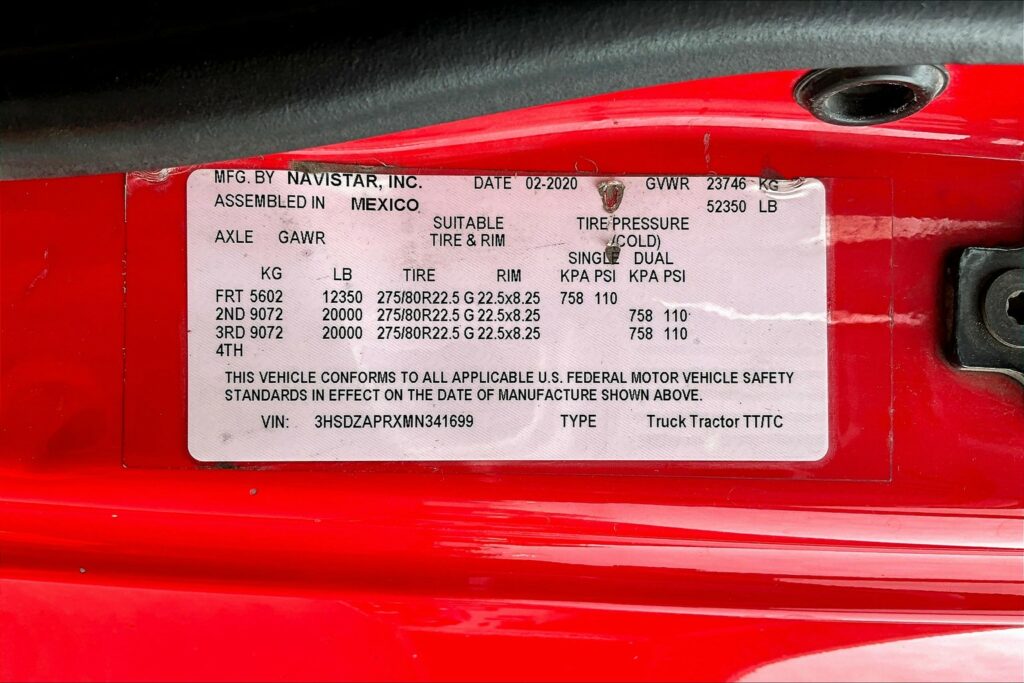 MFG. BY NAVISTAR, INC. DATE 02-2020 GVWR 23746 KG
ASSEMBLED IN MEXICO 52350 LB
SUITABLE TIRE PRESSURE
AXLE GAWR TIRE & RIM (COLD)
SINGLE DUAL
KG LB TIRE RIM KPA PSI KPA PSI
FRT 5602 12350 275/80R22.5 G 22.5x8.25 758 110
2ND 9072 20000 275/80R22.5 G 22.5x8.25 758 110
3RD 9072 20000 275/80R22.5 G 22.5x8.25 758 110
4TH
THIS VEHICLE CONFORMS TO ALL APPLICABLE U.S. FEDERAL MOTOR VEHICLE SAFETY
STANDARDS IN EFFECT ON THE DATE OF MANUFACTURE SHOWN ABOVE.
VIN: 3HSDZAPRXMN341699 TYPE Truck Tractor TT/TC